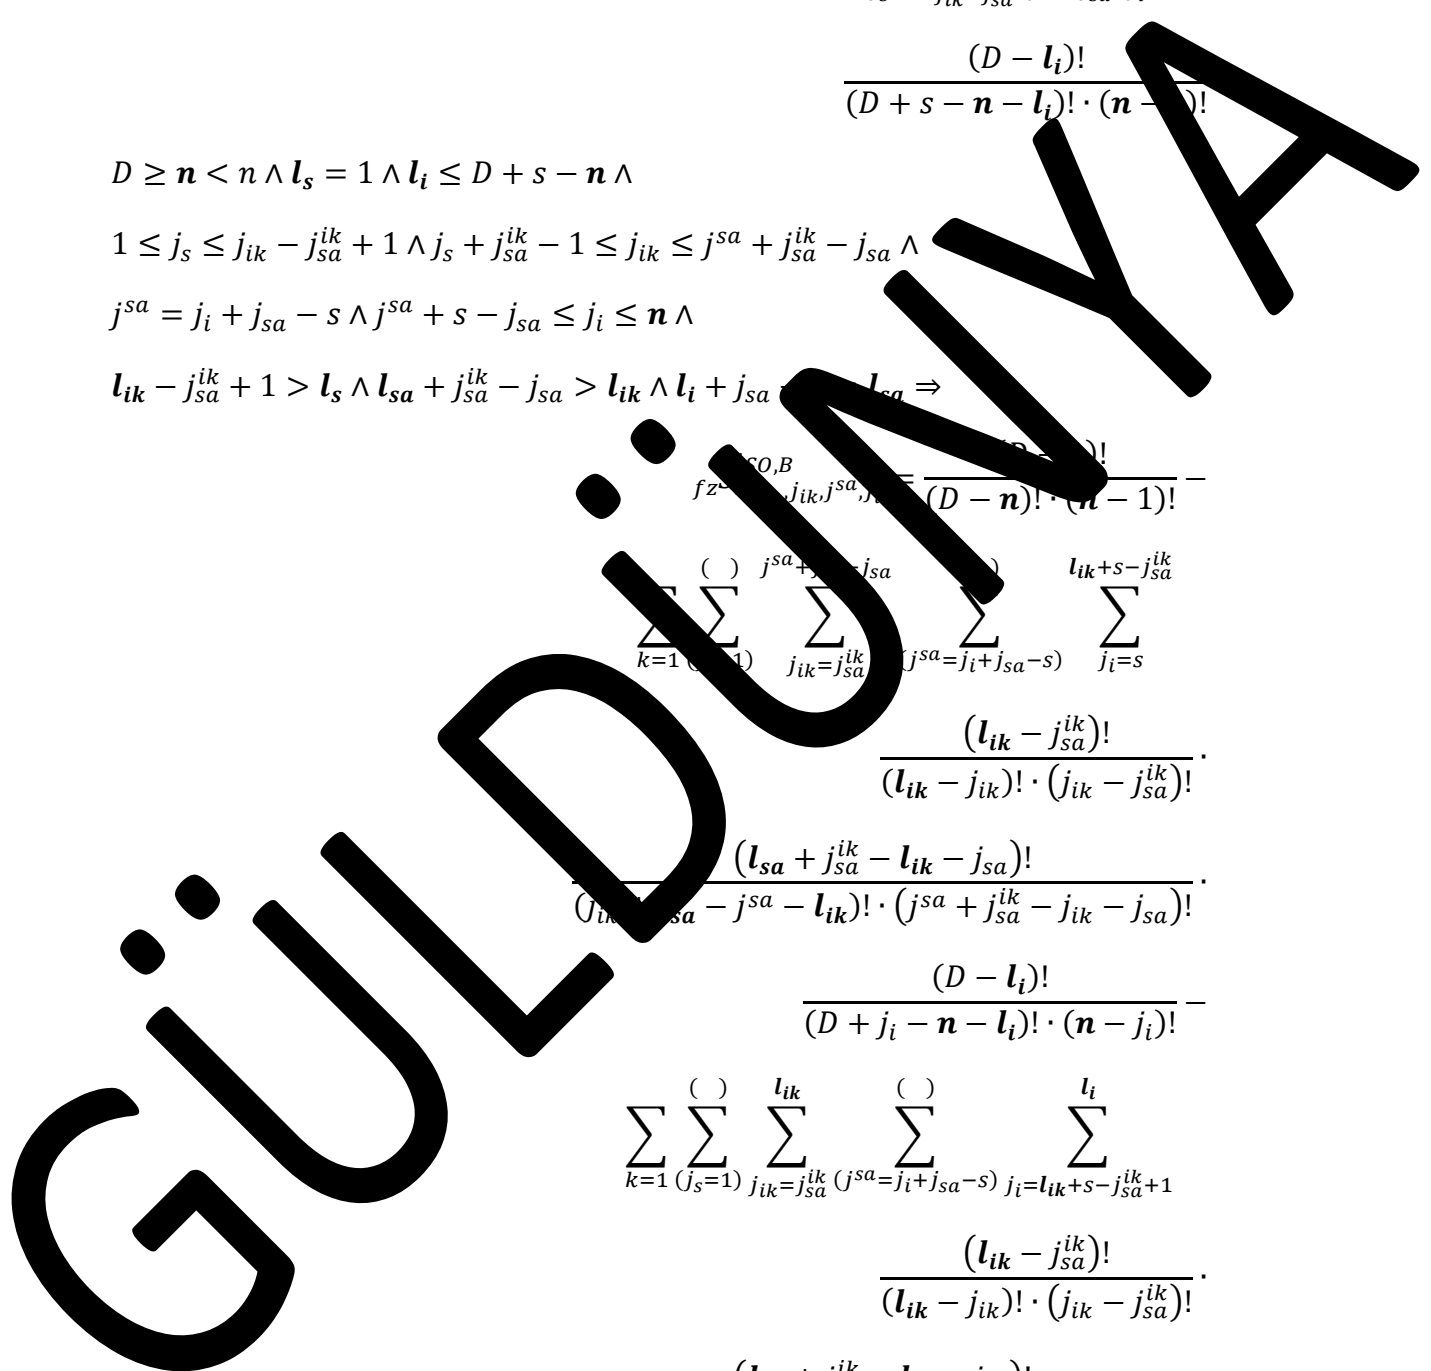 (D − l_i)!
(D + s − n − l_i)! · (n − )!
D ≥ n < n ∧ l_s = 1 ∧ l_i ≤ D + s − n ∧
1 ≤ j_s ≤ j_ik − j_sa^ik + 1 ∧ j_s + j_sa^ik − 1 ≤ j_ik ≤ j^sa + j_sa^ik − j_sa ∧
j^sa = j_i + j_sa − s ∧ j^sa + s − j_sa ≤ j_i ≤ n ∧
l_ik − j_sa^ik + 1 > l_s ∧ l_sa + j_sa^ik − j_sa > l_ik ∧ l_i + j_sa l_sa ⇒
= )!
(D − n)! · (n − 1)! −
( ) − j_sa l_ik+s−j_sa^ik
∑ ∑ ∑ ∑ ∑
k=1 j_ik=j_sa^ik (j^sa=j_i+j_sa−s) j_i=s
(l_ik − j_sa^ik)!
(l_ik − j_ik)! · (j_ik − j_sa^ik)! ·
(l_sa + j_sa^ik − l_ik − j_sa)!
− j^sa − l_ik)! · (j^sa + j_sa^ik − j_ik − j_sa)! ·
(D − l_i)!
(D + j_i − n − l_i)! · (n − j_i)! −
( ) l_ik ( ) l_i
∑ ∑ ∑ ∑ ∑
k=1 (j_s=1) j_ik=j_sa^ik (j^sa=j_i+j_sa−s) j_i=l_ik+s−j_sa^ik+1
(l_ik − j_sa^ik)!
(l_ik − j_ik)! · (j_ik − j_sa^ik)! ·
GÜLDÜNYA